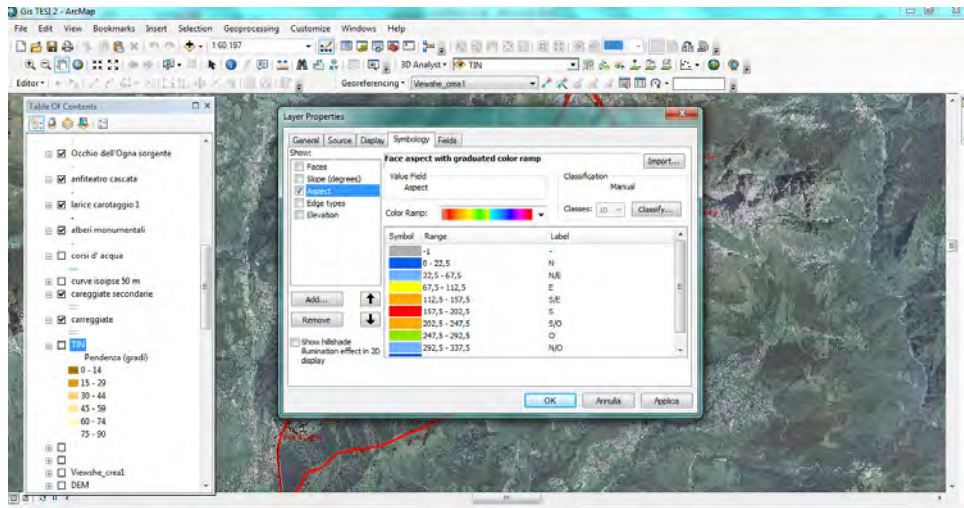 Gis TESI 2 - ArcMap
File Edit View Bookmarks Insert Selection Geoprocessing Customize Windows Help
1:60.197
3D Analyst TIN
Editor Georeferencing Viewshe_crea1
Table Of Contents
Occhio dell'Ogna sorgente
anfiteatro cascata
larice carotaggio 1
alberi monumentali
corsi d' acqua
curve isoipse 50 m
careggiate secondarie
carreggiate
TIN
Pendenza (gradi)
0 - 14
15 - 29
30 - 44
45 - 59
60 - 74
75 - 90
Viewshe_crea1
DEM
Layer Properties
General Source Display Symbology Fields
Show:
Faces
Slope (degrees)
Aspect
Edge types
Elevation
Add...
Remove
Show hillshade
illumination effect in 2D
display
Face aspect with graduated color ramp
Import...
Value Field
Aspect
Classification
Manual
Color Ramp:
Classes: 10 Classify...
Symbol Range Label
-1 -
0 - 22,5 N
22,5 - 67,5 N/E
67,5 - 112,5 E
112,5 - 157,5 S/E
157,5 - 202,5 S
202,5 - 247,5 S/O
247,5 - 292,5 O
292,5 - 337,5 N/O
OK Annulla Applica